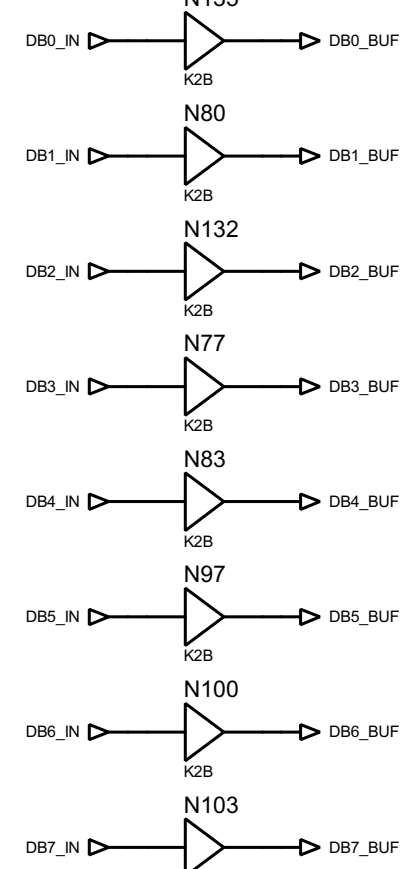 DB0_IN DB0_BUF
K2B
N80
DB1_IN DB1_BUF
K2B
N132
DB2_IN DB2_BUF
K2B
N77
DB3_IN DB3_BUF
K2B
N83
DB4_IN DB4_BUF
K2B
N97
DB5_IN DB5_BUF
K2B
N100
DB6_IN DB6_BUF
K2B
N103
DB7_IN DB7_BUF